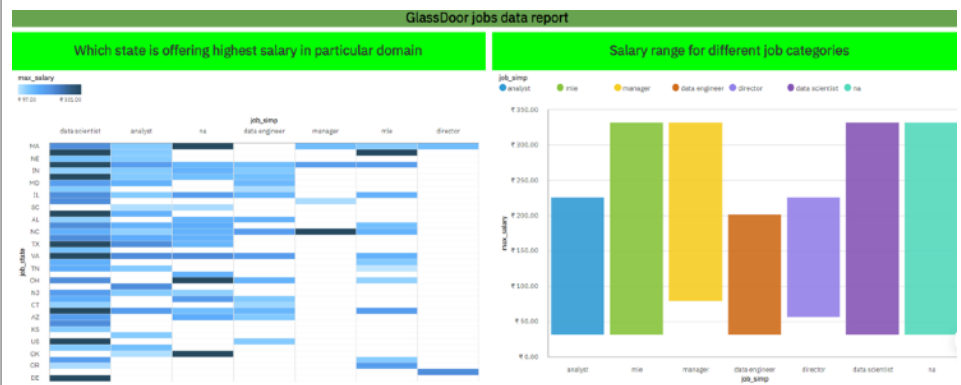 GlassDoor jobs data report
Which state is offering highest salary in particular domain
max_salary
job_simp
data scientist analyst na data engineer manager mle director
job_state
MA
NE
IN
MO
IL
SC
AL
NC
TX
VA
TN
OH
NJ
CT
AZ
KS
US
OK
OR
DE
Salary range for different job categories
job_simp
analyst mle manager data engineer director data scientist na
max_salary
₹ 350.00
₹ 300.00
₹ 250.00
₹ 200.00
₹ 150.00
₹ 100.00
₹ 50.00
₹ 0.00
analyst mle manager data engineer director data scientist na
job_simp